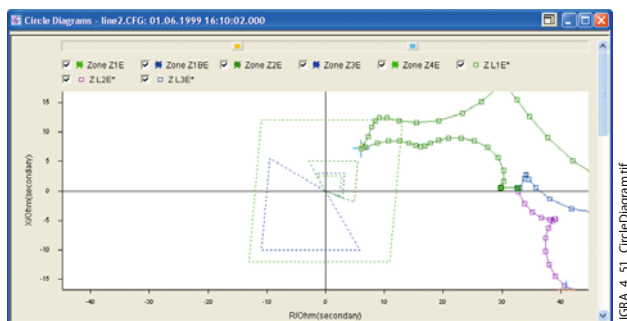 Circle Diagrams - line2.CFG: 01.06.1999 16:10:02.000
Zone Z1E Zone Z1BE Zone Z2E Zone Z3E Zone Z4E Z L1E*
Z L2E* Z L3E*
X/Ohm(secondary)
15
10
5
0
-5
-10
-15
-40 -30 -20 -10 0 10 20 30 40
R/Ohm(secondary)
IGRA_4_51_CircleDiagram.tif